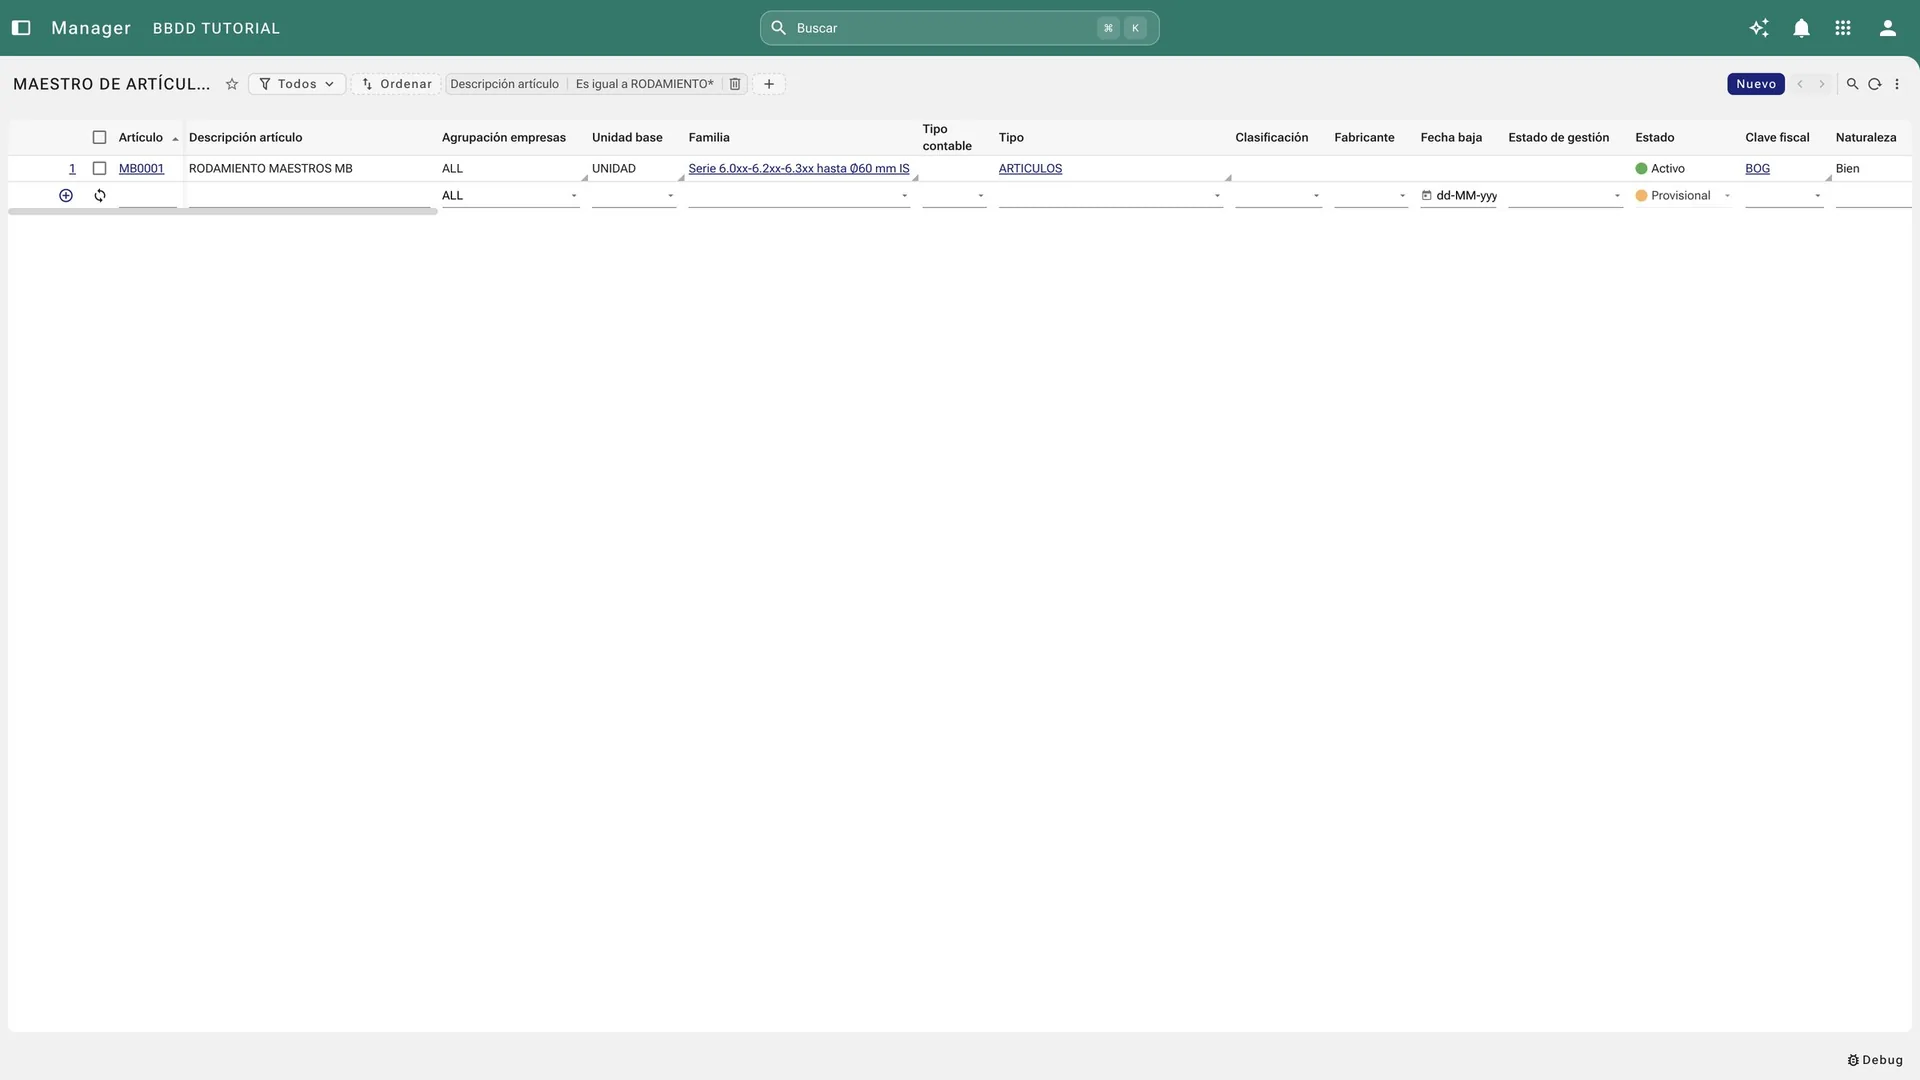 Manager BBDD TUTORIAL Buscar ⌘ K
MAESTRO DE ARTÍCUL... Todos Ordenar Descripción artículo Es igual a RODAMIENTO* Nuevo
Artículo Descripción artículo Agrupación empresas Unidad base Familia Tipo contable Tipo Clasificación Fabricante Fecha baja Estado de gestión Estado Clave fiscal Naturaleza
1 MB0001 RODAMIENTO MAESTROS MB ALL UNIDAD Serie 6.0xx-6.2xx-6.3xx hasta Ø60 mm IS ARTICULOS Activo BOG Bien
ALL dd-MM-yyy Provisional
Debug